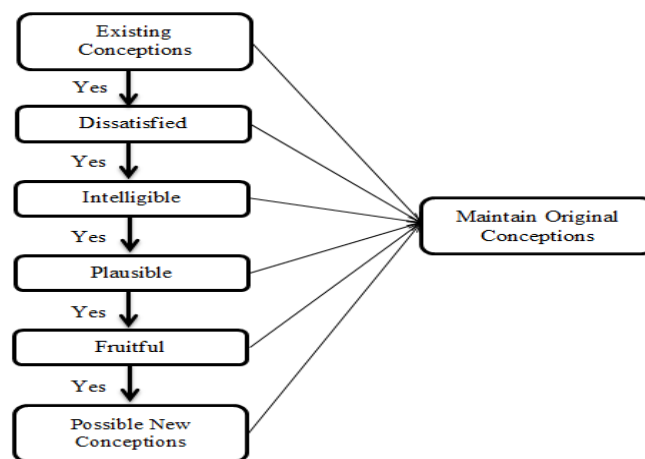 Existing
Conceptions
Yes
Dissatisfied
Yes
Intelligible
Yes
Plausible
Yes
Fruitful
Yes
Possible New
Conceptions
Maintain Original
Conceptions